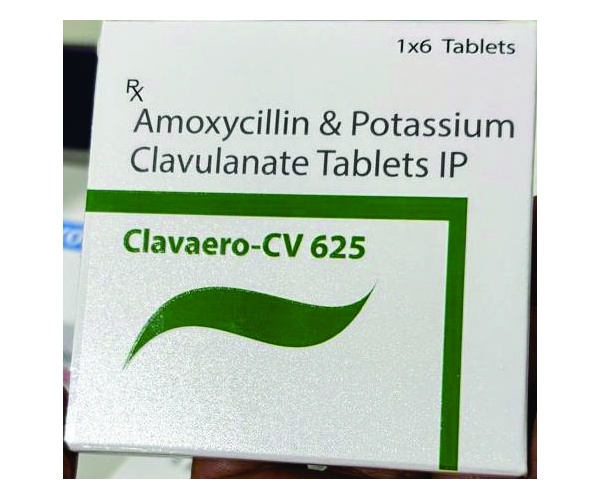 1x6 Tablets
Rx
Amoxycillin & Potassium
Clavulanate Tablets IP
Clavaero-CV 625